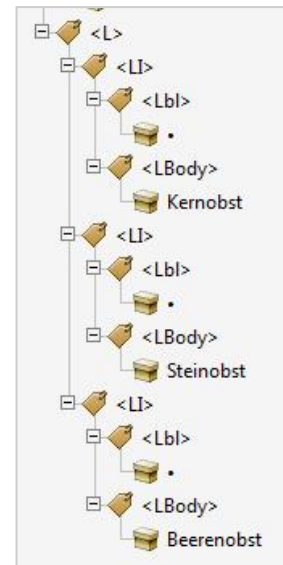 <L>
<LI>
<Lbl>
•
<LBody>
Kernobst
<LI>
<Lbl>
•
<LBody>
Steinobst
<LI>
<Lbl>
•
<LBody>
Beerenobst